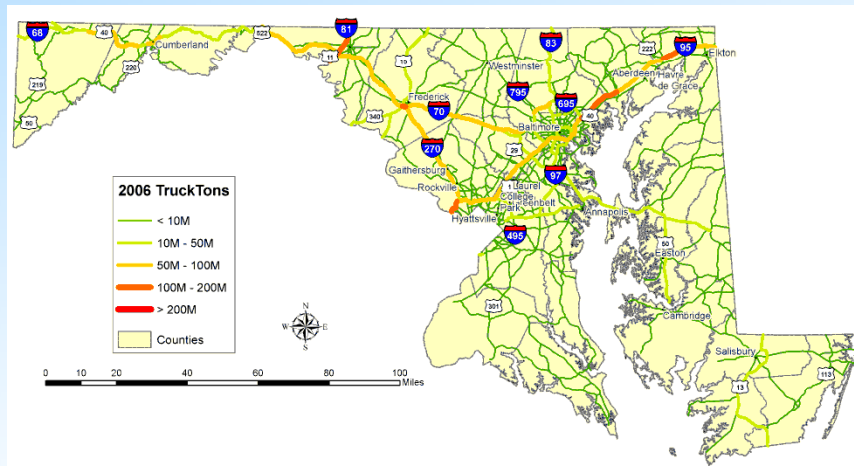 68
40
522
81
83
222
95
Elkton
Cumberland
11
Westminster
Aberdeen
Havre
de Grace
220
15
795
219
Frederick
695
70
340
Baltimore
40
50
270
29
Gaithersburg
97
Rockville
1
Laurel
College
Park
Greenbelt
Annapolis
Hyattsville
495
50
Easton
301
Cambridge
Salisbury
13
113
2006 TruckTons
< 10M
10M - 50M
50M - 100M
100M - 200M
> 200M
Counties
N
W E
S
0 20 40 60 80 100
Miles